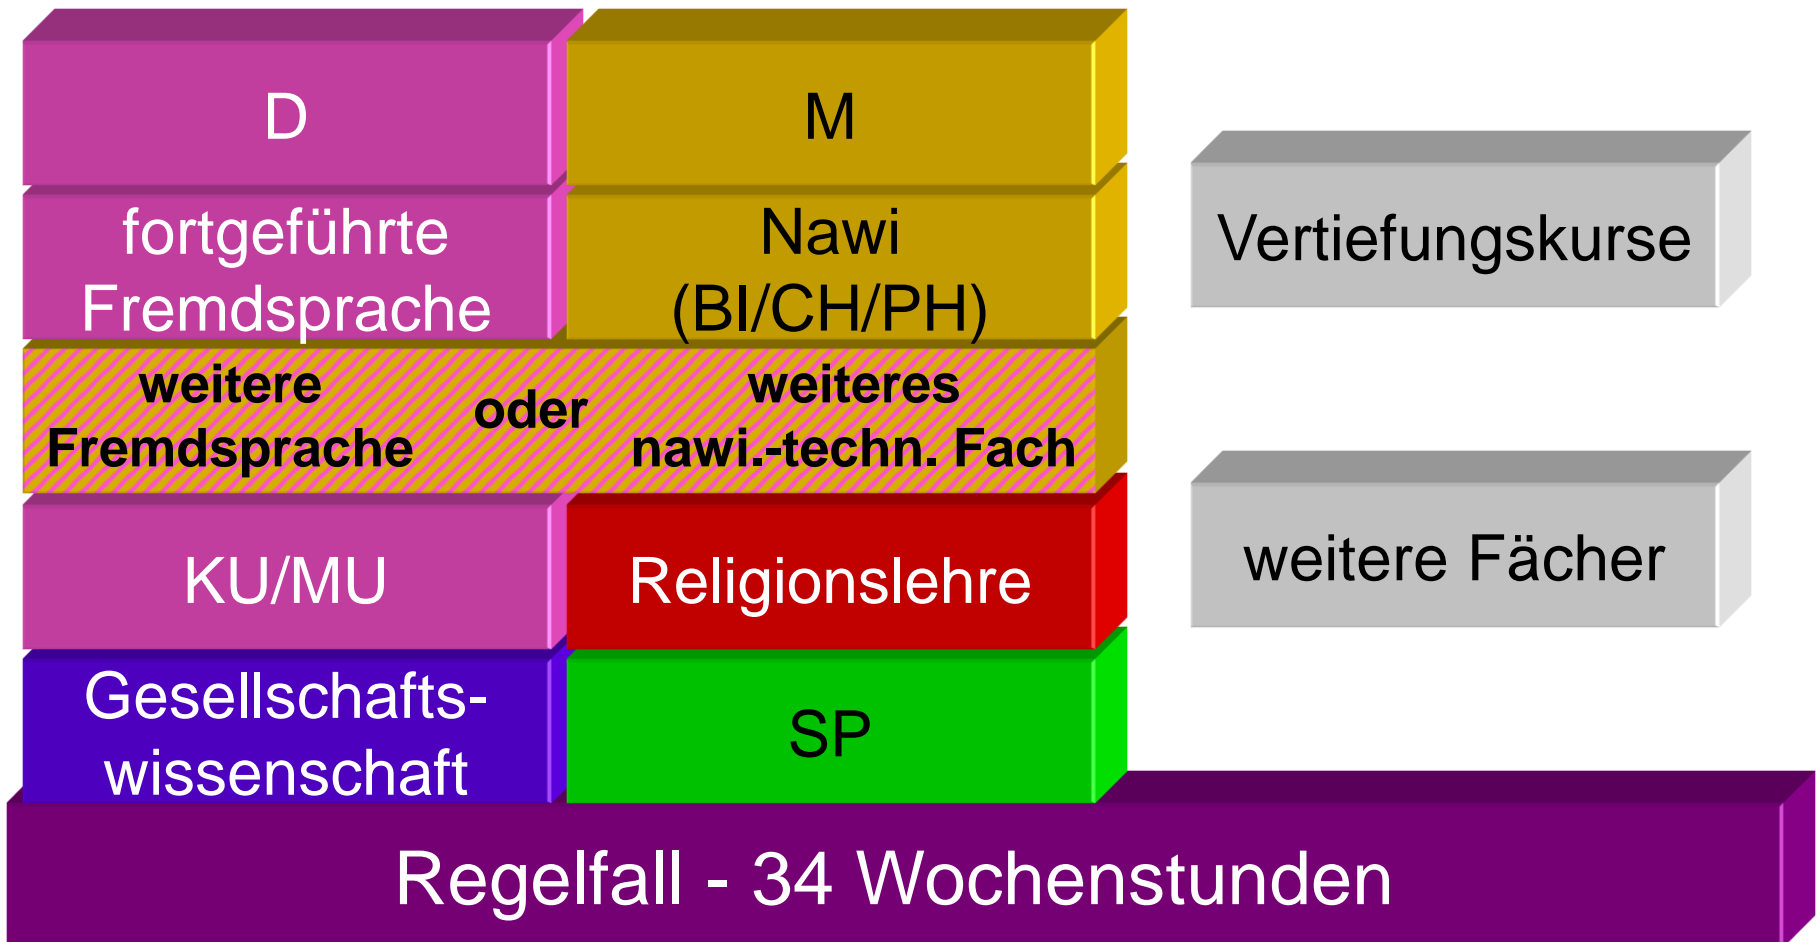 D
M
fortgeführte
Fremdsprache
Nawi
(BI/CH/PH)
Vertiefungskurse
weitere
Fremdsprache
oder
weiteres
nawi.-techn. Fach
KU/MU
Religionslehre
weitere Fächer
Gesellschafts-
wissenschaft
SP
Regelfall - 34 Wochenstunden